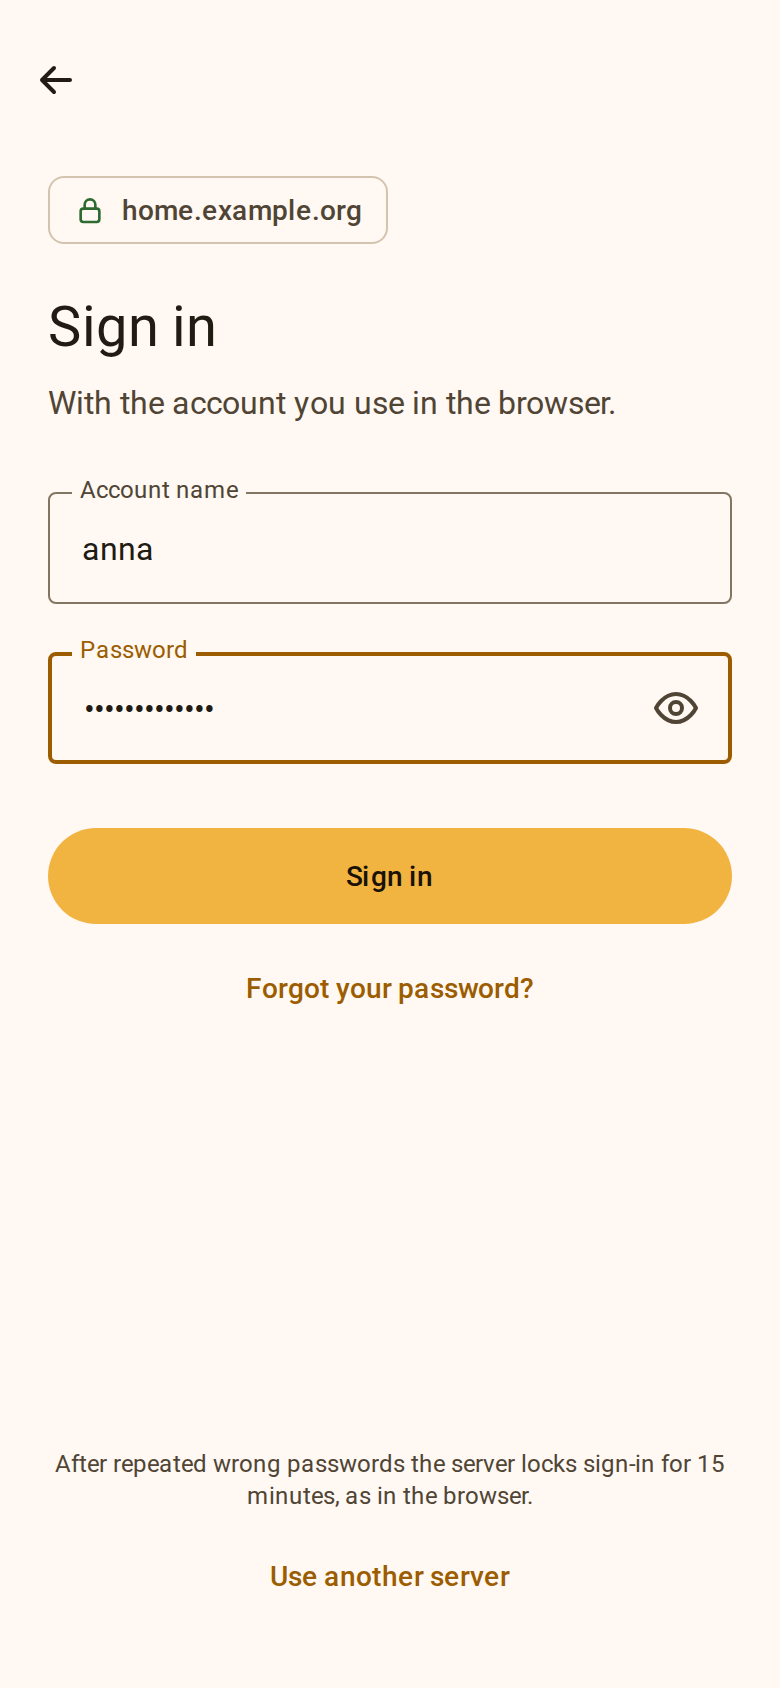 home.example.org
Sign in
With the account you use in the browser.
Account name
anna
Password
•••••••••••••
Sign in
Forgot your password?
After repeated wrong passwords the server locks sign-in for 15
minutes, as in the browser.
Use another server